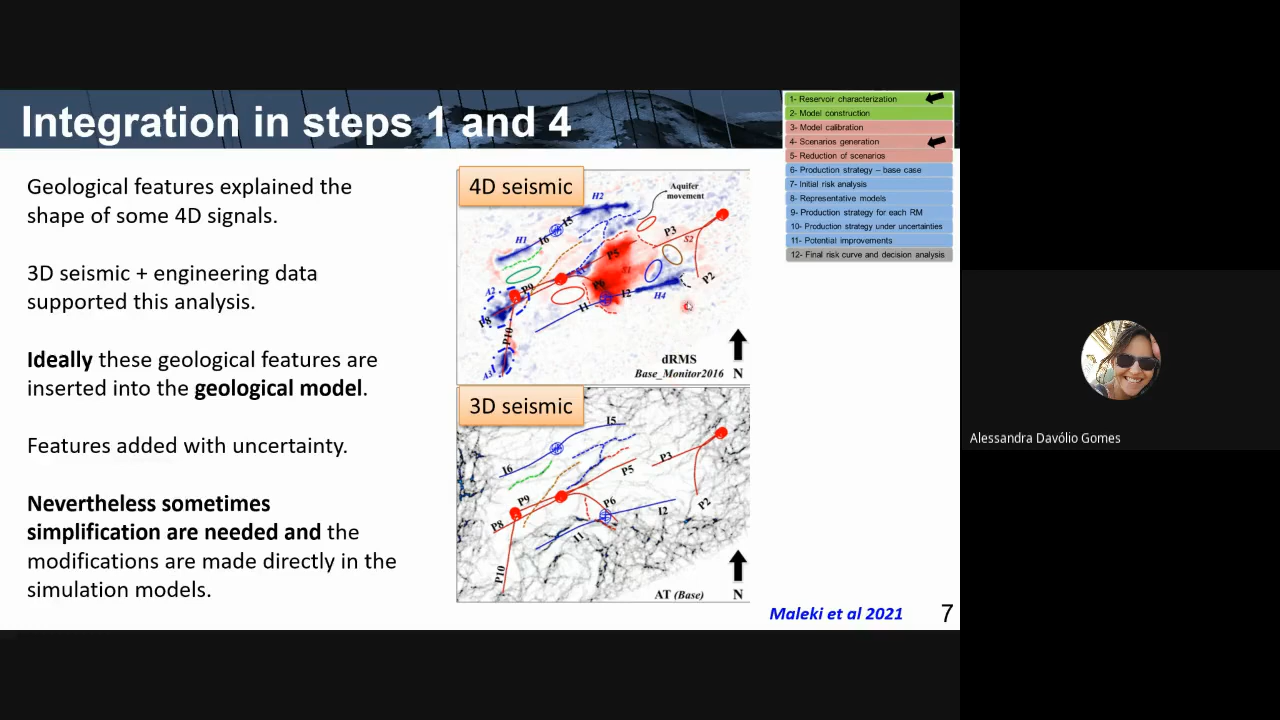 Integration in steps 1 and 4
1- Reservoir characterization
2- Model construction
3- Model calibration
4- Scenarios generation
5- Reduction of scenarios
6- Production strategy – base case
7- Initial risk analysis
8- Representative models
9- Production strategy for each RM
10- Production strategy under uncertainties
11- Potential improvements
12- Final risk curve and decision analysis
Geological features explained the
shape of some 4D signals.
3D seismic + engineering data
supported this analysis.
Ideally these geological features are
inserted into the geological model.
Features added with uncertainty.
Nevertheless sometimes
simplification are needed and the
modifications are made directly in the
simulation models.
4D seismic
Aquifer
movement
H2
I5
H1
I6
P3
S2
P5
S1
P2
A2
P9
P6
I2
H4
I1
P8
P10
A3
dRMS
Base_Monitor2016
N
3D seismic
I5
I6
P3
P5
P9
P6
P2
I2
P8
I1
P10
AT (Base)
N
Maleki et al 2021
7
Alessandra Davólio Gomes